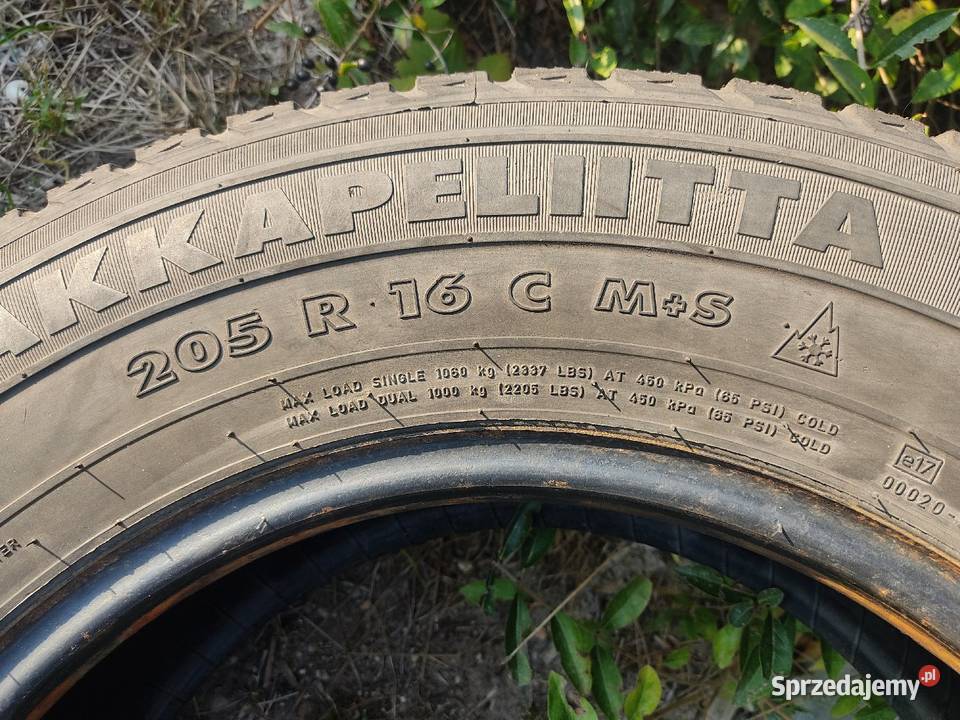 AKKAPELIITTA
205 R 16 C M+S
MAX LOAD SINGLE 1060 kg (2337 LBS) AT 450 kPa (65 PSI) COLD
MAX LOAD DUAL 1000 kg (2205 LBS) AT 450 kPa (65 PSI) COLD
e17
00020-
TER
Sprzedajemy.pl